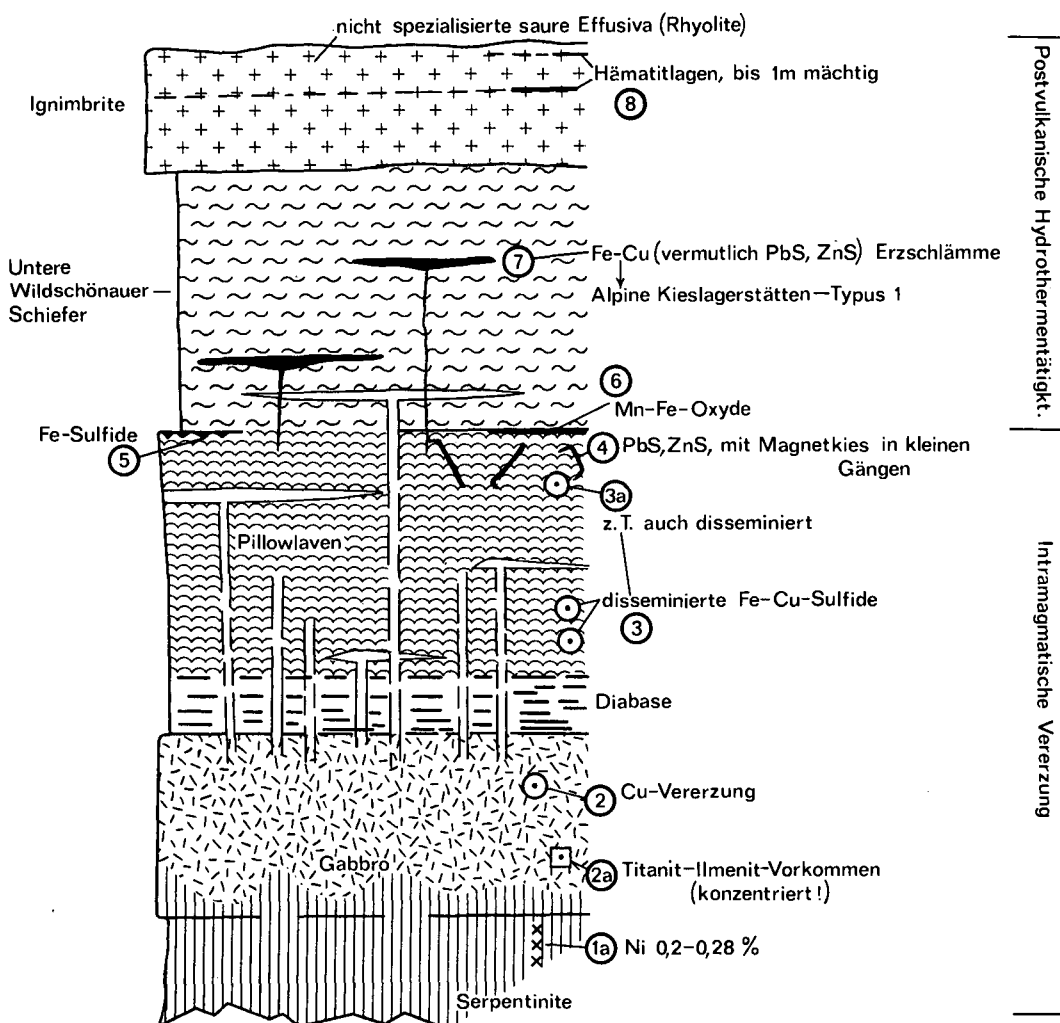 nicht spezialisierte saure Effusiva (Rhyolite)
Hämatitlagen, bis 1m mächtig
8
Ignimbrite
7 Fe-Cu (vermutlich PbS, ZnS) Erzschlämme
Alpine Kieslagerstätten—Typus 1
Untere
Wildschönauer
Schiefer
6
Mn-Fe-Oxyde
Fe-Sulfide
5
4 PbS, ZnS, mit Magnetkies in kleinen
Gängen
3a
z.T. auch disseminiert
Pillowlaven
disseminierte Fe-Cu-Sulfide
3
Diabase
2 Cu-Vererzung
Gabbro
2a Titanit-Ilmenit-Vorkommen
(konzentriert!)
1a Ni 0,2-0,28 %
Serpentinite
Postvulkanische Hydrothermentätigkt.
Intramagmatische Vererzung